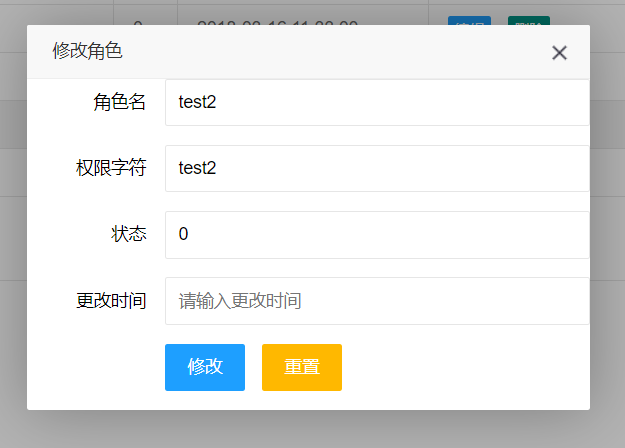 修改角色
角色名 test2
权限字符 test2
状态 0
更改时间 请输入更改时间
修改 重置